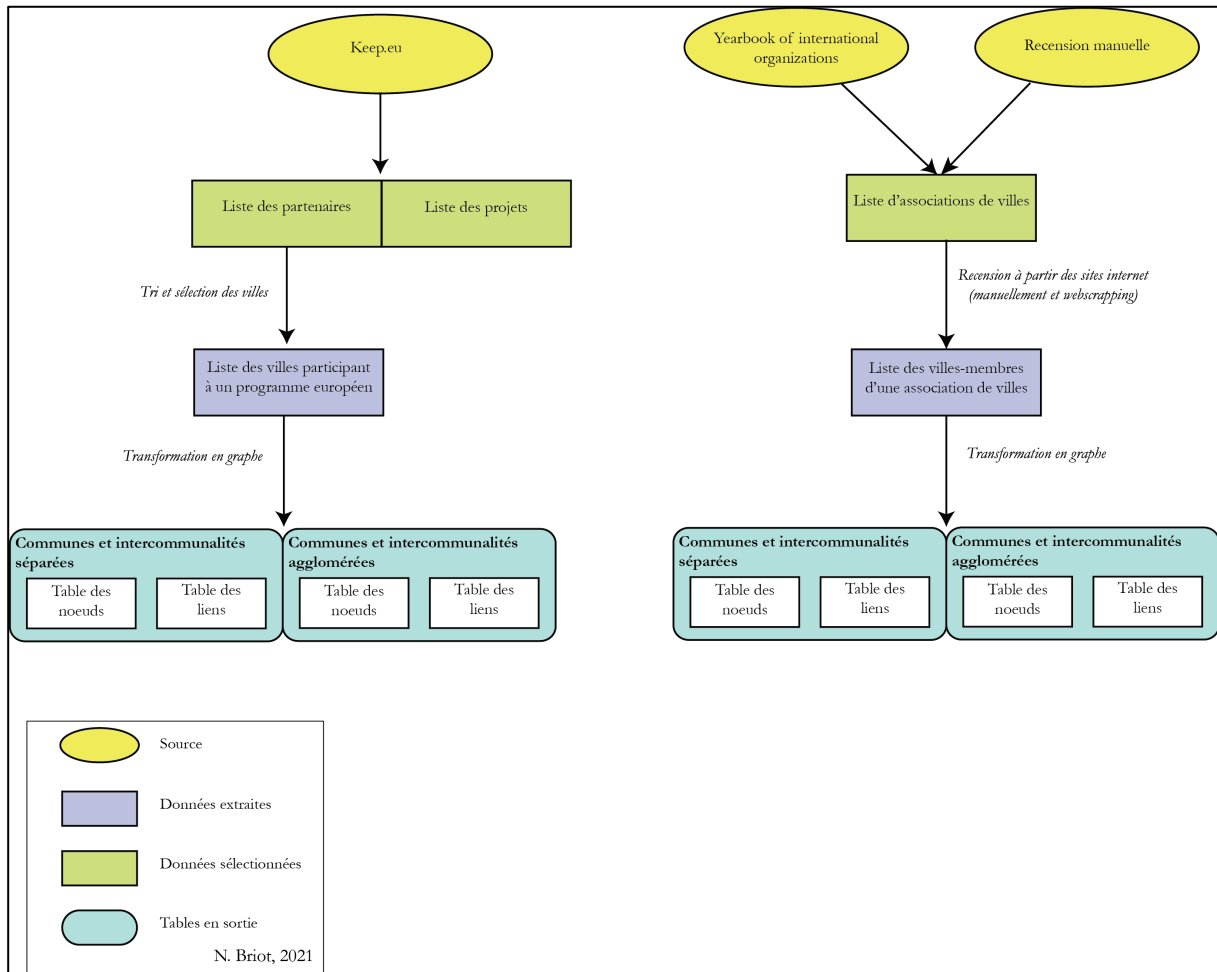 Keep.eu
Yearbook of international
organizations
Recension manuelle
Liste des partenaires
Liste des projets
Liste d'associations de villes
Tri et sélection des villes
Recension à partir des sites internet
(manuellement et webscrapping)
Liste des villes participant
à un programme européen
Liste des villes-membres
d'une association de villes
Transformation en graphe
Transformation en graphe
Communes et intercommunalités
séparées
Table des
noeuds
Table des
liens
Communes et intercommunalités
agglomérées
Table des
noeuds
Table des
liens
Communes et intercommunalités
séparées
Table des
noeuds
Table des
liens
Communes et intercommunalités
agglomérées
Table des
noeuds
Table des
liens
Source
Données extraites
Données sélectionnées
Tables en sortie
N. Briot, 2021